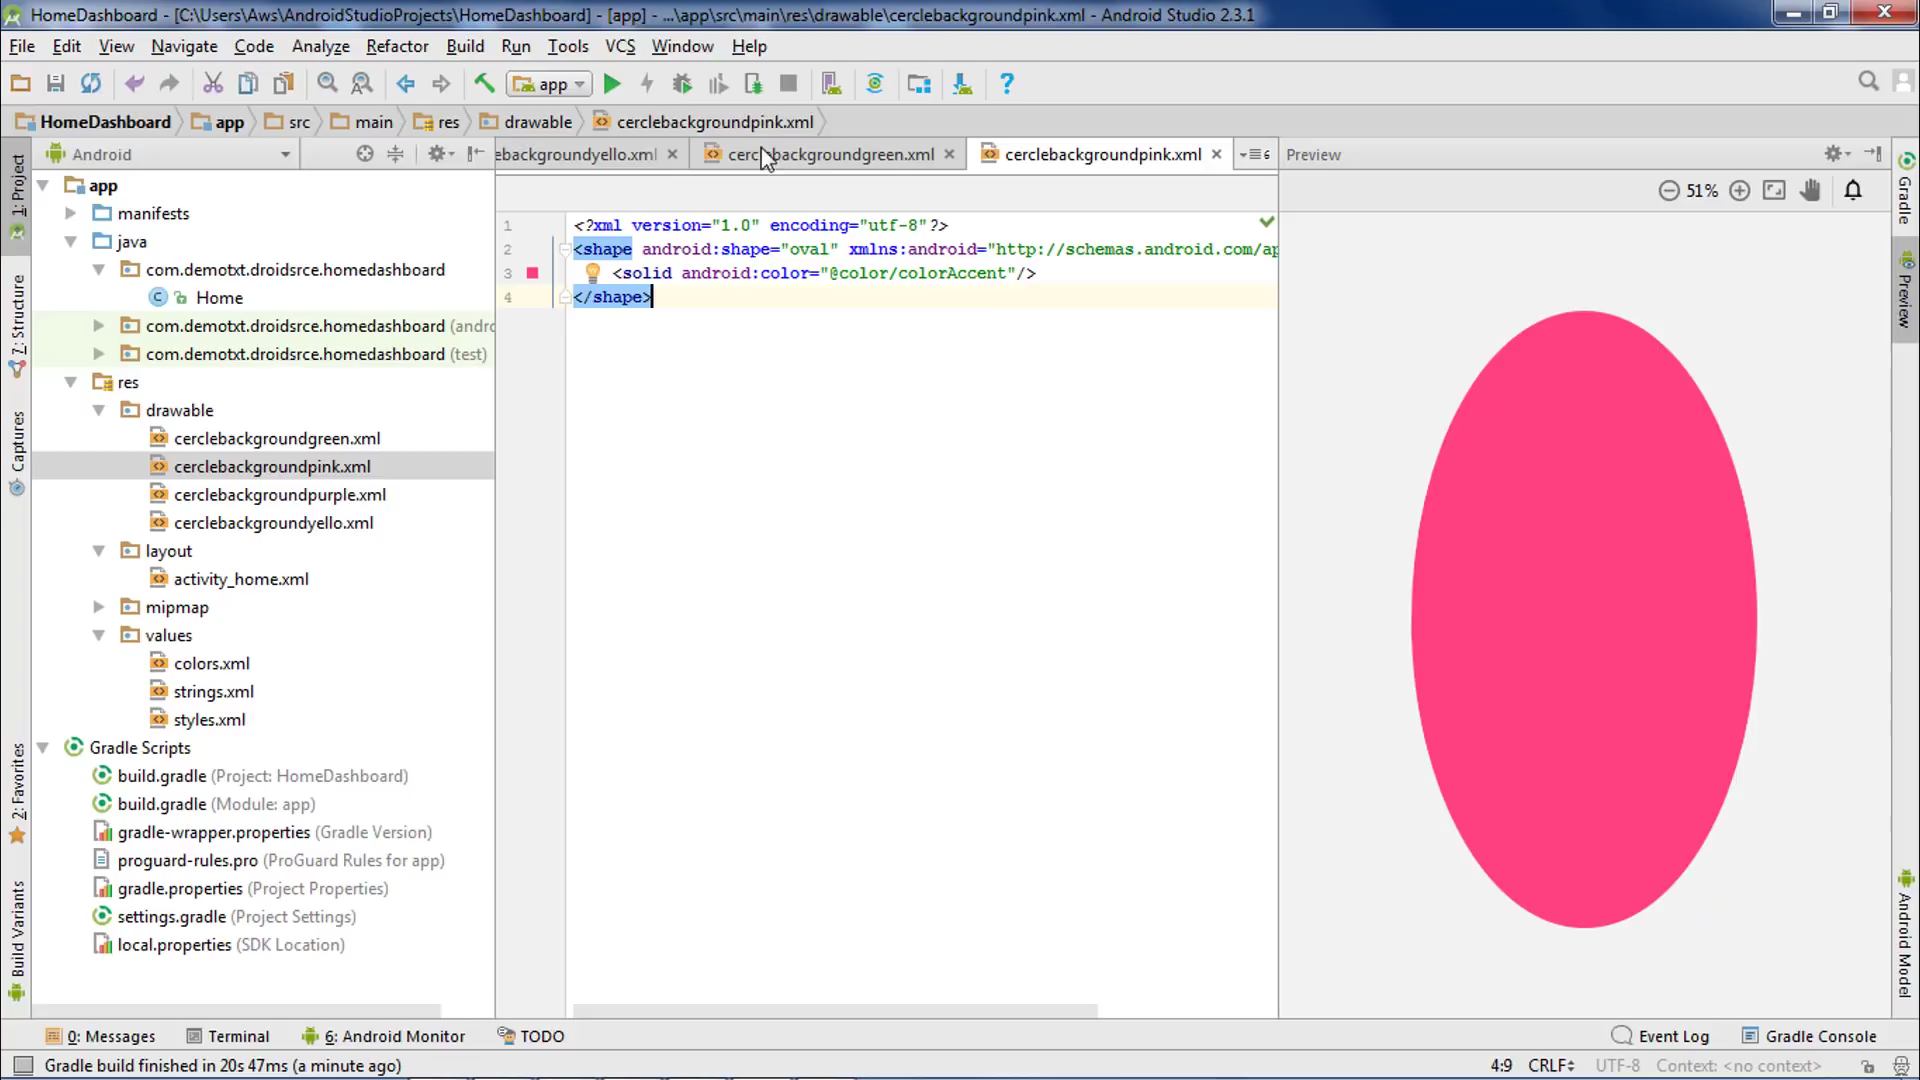 HomeDashboard - [C:\Users\Aws\AndroidStudioProjects\HomeDashboard] - [app] - ...\app\src\main\res\drawable\cerclebackgroundpink.xml - Android Studio 2.3.1
File Edit View Navigate Code Analyze Refactor Build Run Tools VCS Window Help
app
HomeDashboard app src main res drawable cerclebackgroundpink.xml
Android
ebackgroundyello.xml cerclebackgroundgreen.xml cerclebackgroundpink.xml 6
Preview
51%
1: Project
7: Structure
Captures
2: Favorites
Build Variants
app
manifests
java
com.demotxt.droidsrce.homedashboard
Home
com.demotxt.droidsrce.homedashboard (andro
com.demotxt.droidsrce.homedashboard (test)
res
drawable
cerclebackgroundgreen.xml
cerclebackgroundpink.xml
cerclebackgroundpurple.xml
cerclebackgroundyello.xml
layout
activity_home.xml
mipmap
values
colors.xml
strings.xml
styles.xml
Gradle Scripts
build.gradle (Project: HomeDashboard)
build.gradle (Module: app)
gradle-wrapper.properties (Gradle Version)
proguard-rules.pro (ProGuard Rules for app)
gradle.properties (Project Properties)
settings.gradle (Project Settings)
local.properties (SDK Location)
1 <?xml version="1.0" encoding="utf-8"?>
2 <shape android:shape="oval" xmlns:android="http://schemas.android.com/ap
3 <solid android:color="@color/colorAccent"/>
4 </shape>
Gradle
Preview
Android Model
0: Messages Terminal 6: Android Monitor TODO Event Log Gradle Console
Gradle build finished in 20s 47ms (a minute ago) 4:9 CRLF UTF-8 Context: <no context>